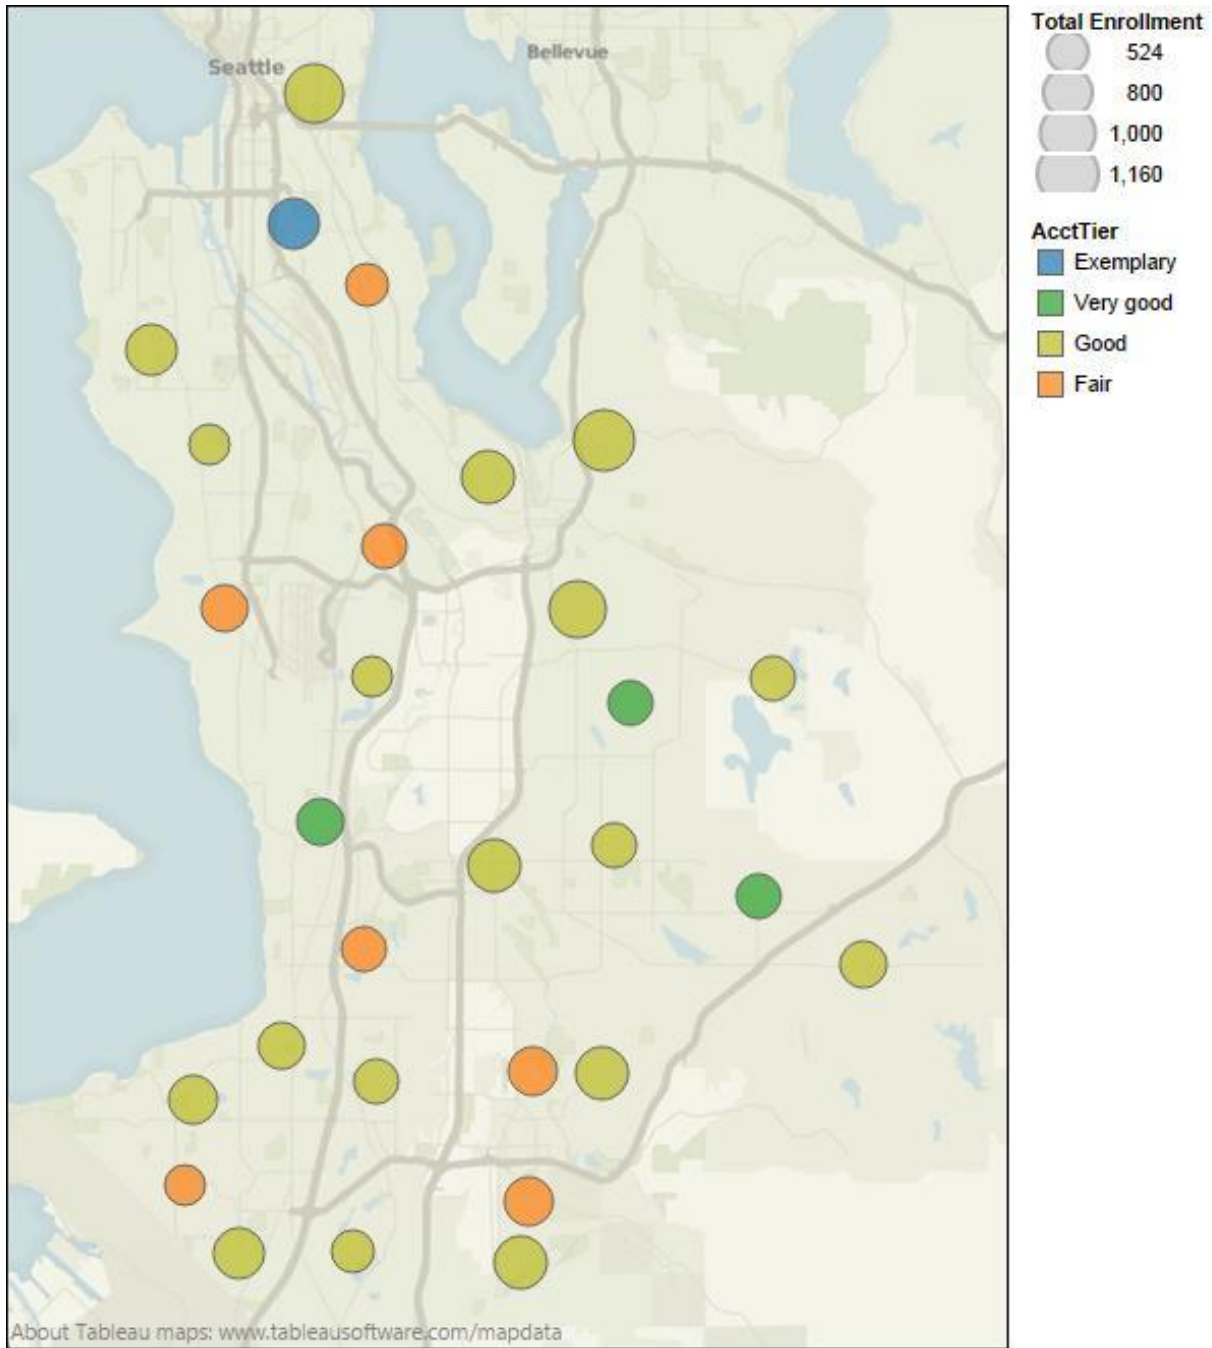 Seattle
Bellevue
Total Enrollment
524
800
1,000
1,160
AcctTier
Exemplary
Very good
Good
Fair
About Tableau maps: www.tableausoftware.com/mapdata